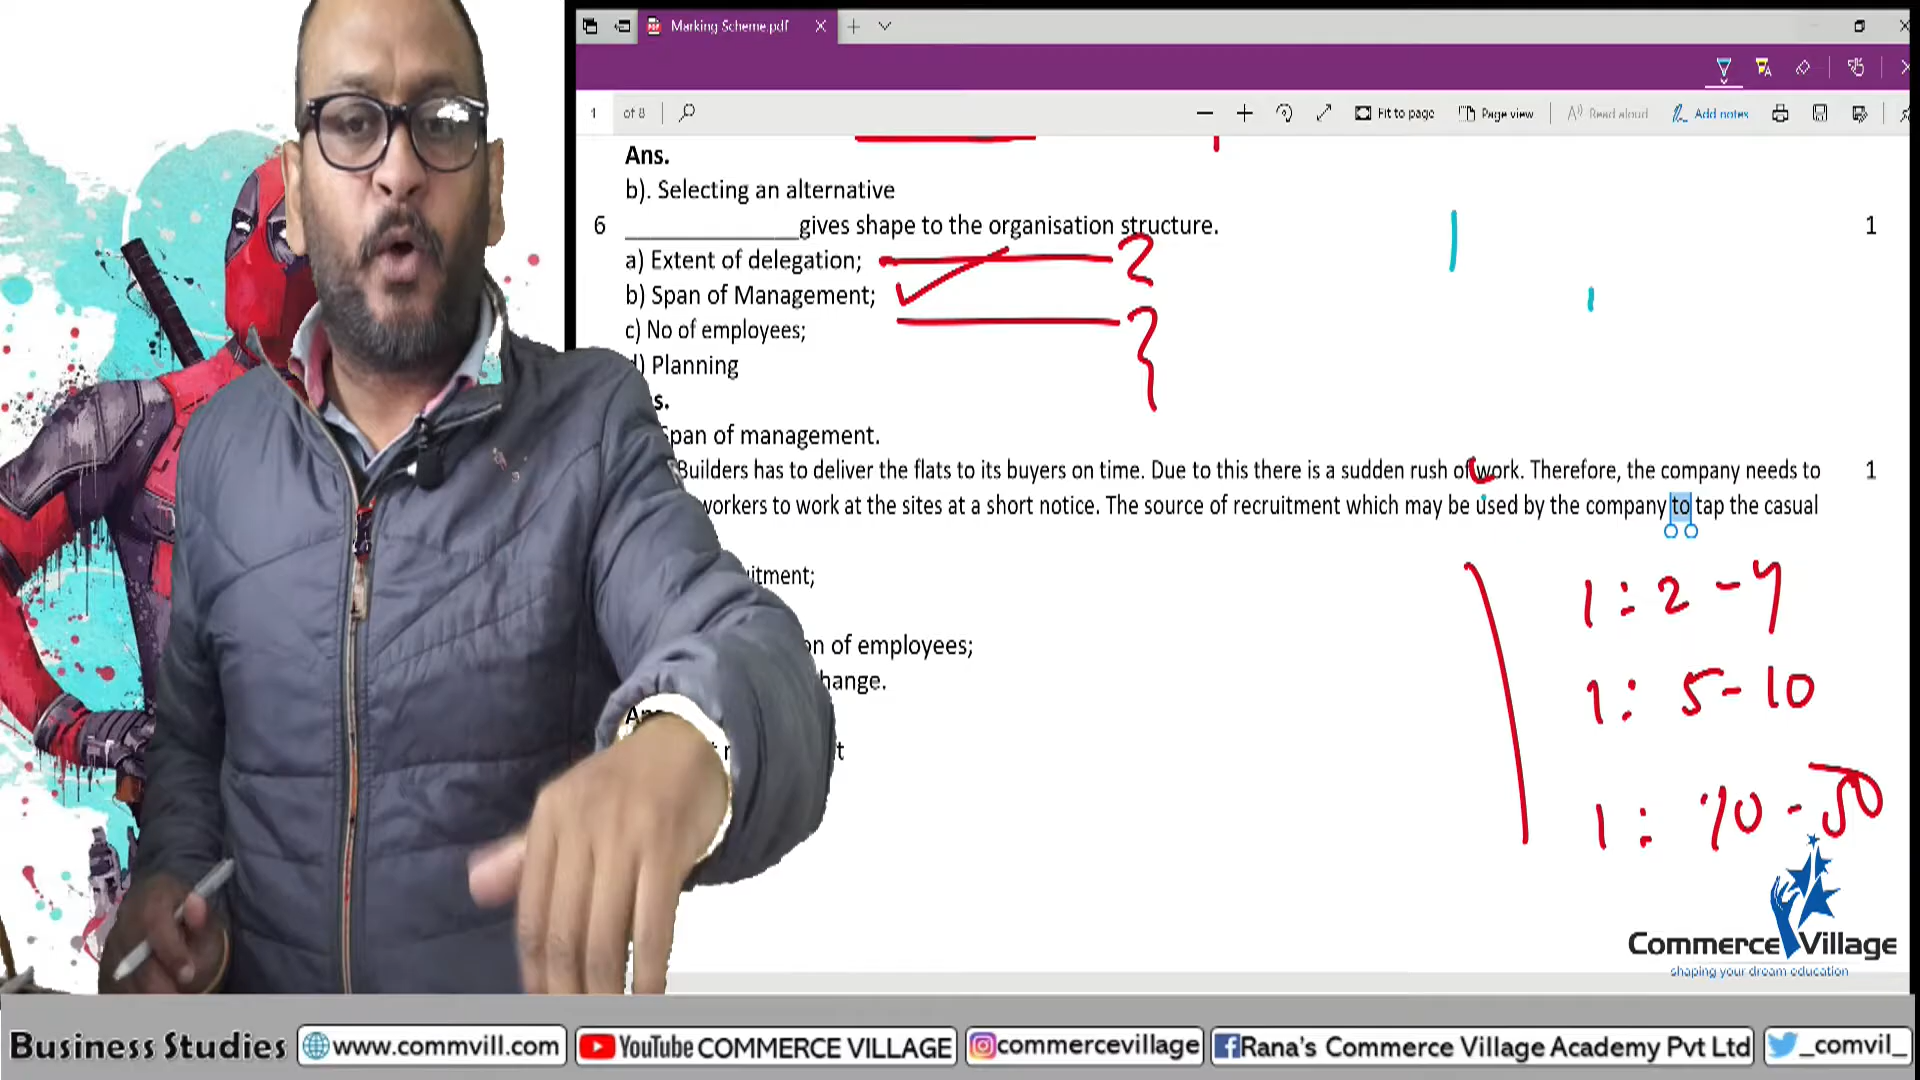 Marking Scheme.pdf
1 of 8
Fit to page
Page view
Read aloud
Add notes
Ans.
b). Selecting an alternative
6 ______________gives shape to the organisation structure. 1
a) Extent of delegation;
b) Span of Management;
c) No of employees;
d) Planning
s.
Span of management.
Builders has to deliver the flats to its buyers on time. Due to this there is a sudden rush of work. Therefore, the company needs to 1
workers to work at the sites at a short notice. The source of recruitment which may be used by the company to tap the casual
itment;
on of employees;
hange.
1 : 2 - 4
1 : 5 - 10
1 : 10 - 50
Commerce Village
shaping your dream education
Business Studies
www.commvill.com
YouTube COMMERCE VILLAGE
commercevillage
Rana's Commerce Village Academy Pvt Ltd
_comvil_